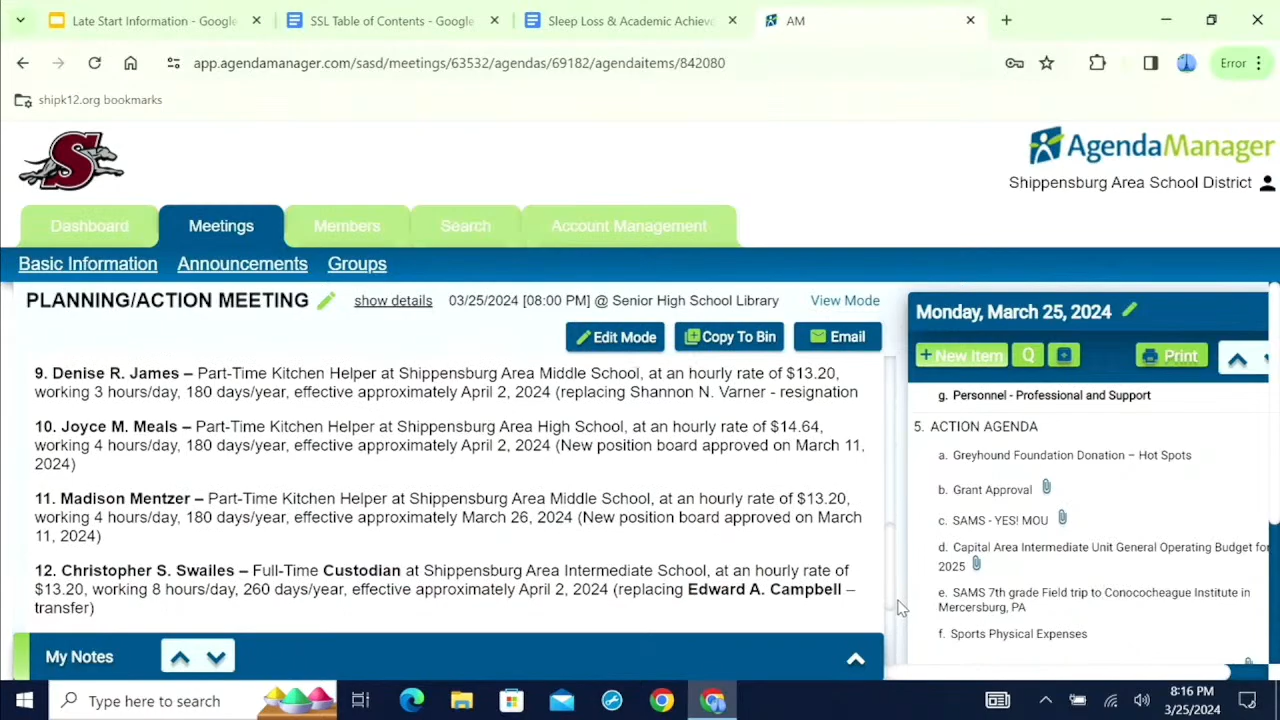 Late Start Information - Google
SSL Table of Contents - Google
Sleep Loss & Academic Achiev
AM
app.agendamanager.com/sasd/meetings/63532/agendas/69182/agendaitems/842080
Error
shipk12.org bookmarks
S
AgendaManager
Shippensburg Area School District
Dashboard
Meetings
Members
Search
Account Management
Basic Information
Announcements
Groups
PLANNING/ACTION MEETING
show details
03/25/2024 [08:00 PM] @ Senior High School Library
View Mode
Edit Mode
Copy To Bin
Email
9. Denise R. James – Part-Time Kitchen Helper at Shippensburg Area Middle School, at an hourly rate of $13.20,
working 3 hours/day, 180 days/year, effective approximately April 2, 2024 (replacing Shannon N. Varner - resignation
10. Joyce M. Meals – Part-Time Kitchen Helper at Shippensburg Area High School, at an hourly rate of $14.64,
working 4 hours/day, 180 days/year, effective approximately April 2, 2024 (New position board approved on March 11,
2024)
11. Madison Mentzer – Part-Time Kitchen Helper at Shippensburg Area Middle School, at an hourly rate of $13.20,
working 4 hours/day, 180 days/year, effective approximately March 26, 2024 (New position board approved on March
11, 2024)
12. Christopher S. Swailes – Full-Time Custodian at Shippensburg Area Intermediate School, at an hourly rate of
$13.20, working 8 hours/day, 260 days/year, effective approximately April 2, 2024 (replacing Edward A. Campbell –
transfer)
My Notes
Monday, March 25, 2024
+ New Item
Q
Print
g. Personnel - Professional and Support
5. ACTION AGENDA
a. Greyhound Foundation Donation – Hot Spots
b. Grant Approval
c. SAMS - YES! MOU
d. Capital Area Intermediate Unit General Operating Budget for
2025
e. SAMS 7th grade Field trip to Conococheague Institute in
Mercersburg, PA
f. Sports Physical Expenses
Type here to search
8:16 PM
3/25/2024